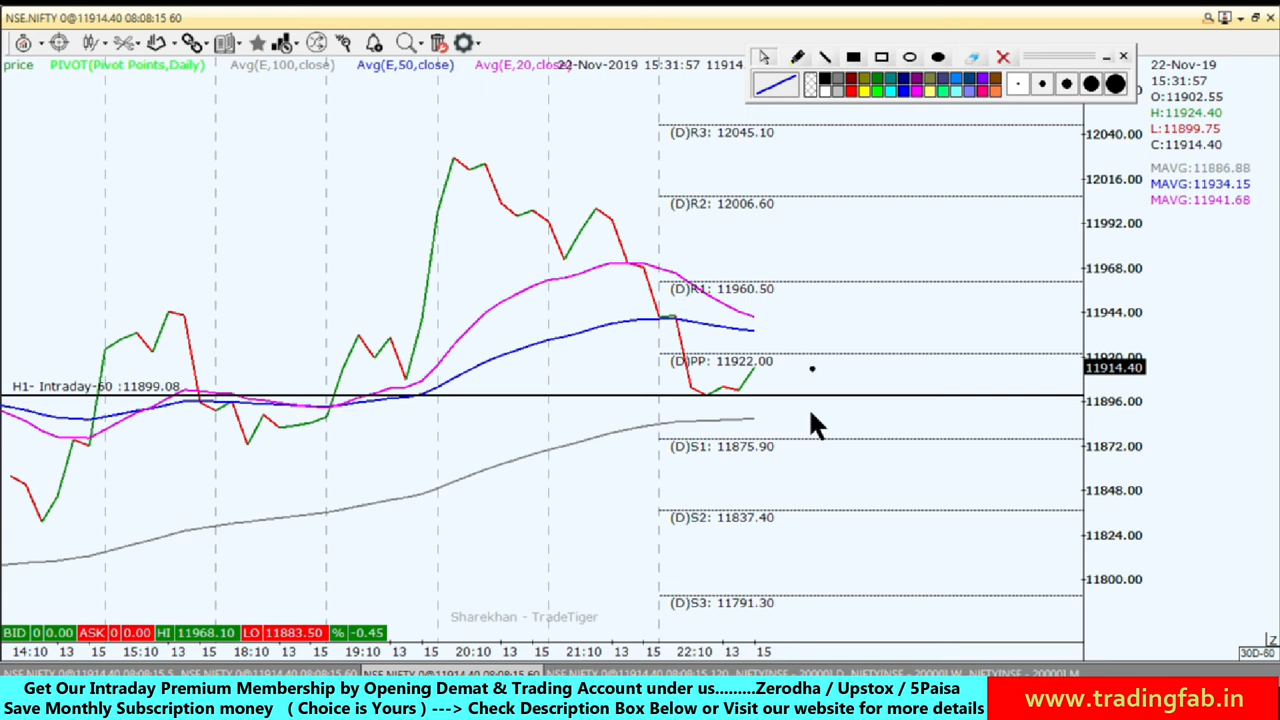 NSE.NIFTY 0@11914.40 08:08:15 60
price PIVOT(Pivot Points,Daily) Avg(E,100,close) Avg(E,50,close) Avg(E,20,close) 22-Nov-2019 15:31:57 11914
22-Nov-19
15:31:57
O:11902.55
H:11924.40
L:11899.75
C:11914.40
MAVG:11886.88
MAVG:11934.15
MAVG:11941.68
(D)R3: 12045.10
12040.00
12016.00
(D)R2: 12006.60
11992.00
11968.00
(D)R1: 11960.50
11944.00
11920.00
(D)PP: 11922.00
11914.40
H1- Intraday-60 :11899.08
11896.00
(D)S1: 11875.90
11872.00
11848.00
(D)S2: 11837.40
11824.00
11800.00
(D)S3: 11791.30
Sharekhan - TradeTiger
BID 0 0.00 ASK 0 0.00 HI 11968.10 LO 11883.50 % -0.45
Z
14:10 13 15 15:10 13 15 18:10 13 15 19:10 13 15 20:10 13 15 21:10 13 15 22:10 13 15
30D-60
Get Our Intraday Premium Membership by Opening Demat & Trading Account under us.........Zerodha / Upstox / 5Paisa
Save Monthly Subscription money ( Choice is Yours ) ---> Check Description Box Below or Visit our website for more details
www.tradingfab.in